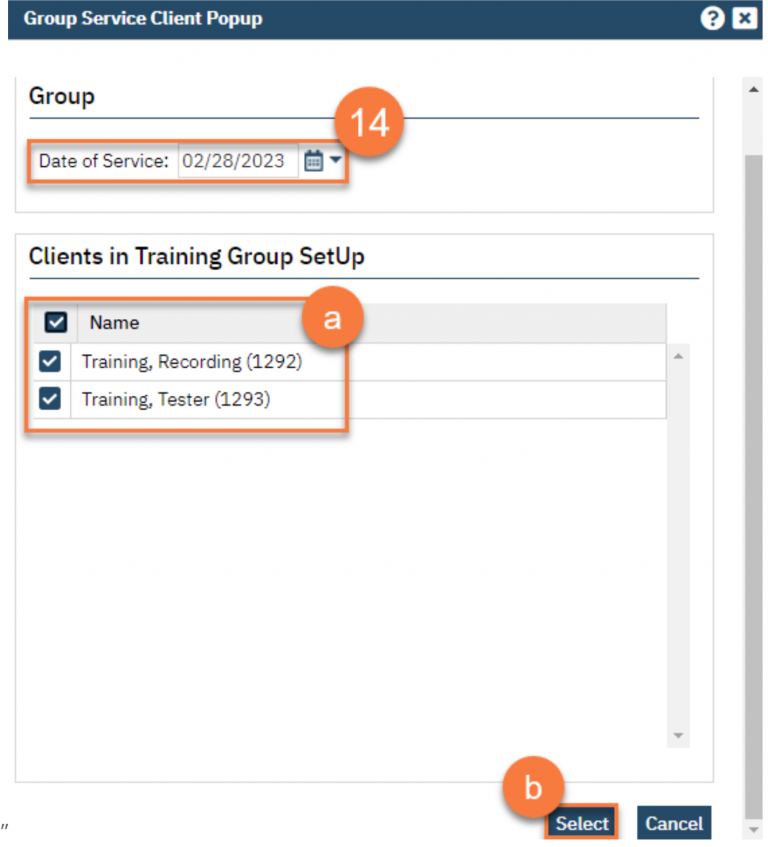 Group Service Client Popup
Group
14
Date of Service: 02/28/2023
Clients in Training Group SetUp
a
Name
Training, Recording (1292)
Training, Tester (1293)
b
" Select Cancel